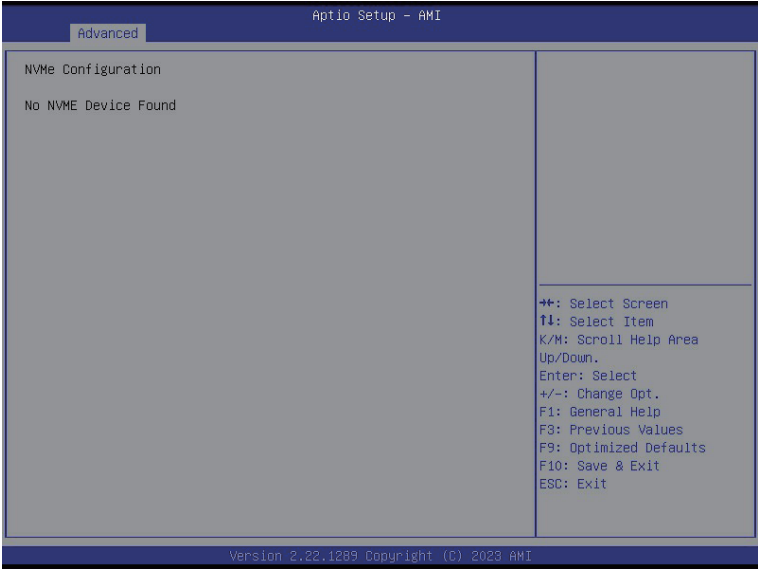 Aptio Setup - AMI
Advanced
NVMe Configuration
No NVME Device Found
→←: Select Screen
↑↓: Select Item
K/M: Scroll Help Area
Up/Down.
Enter: Select
+/-: Change Opt.
F1: General Help
F3: Previous Values
F9: Optimized Defaults
F10: Save & Exit
ESC: Exit
Version 2.22.1289 Copyright (C) 2023 AMI